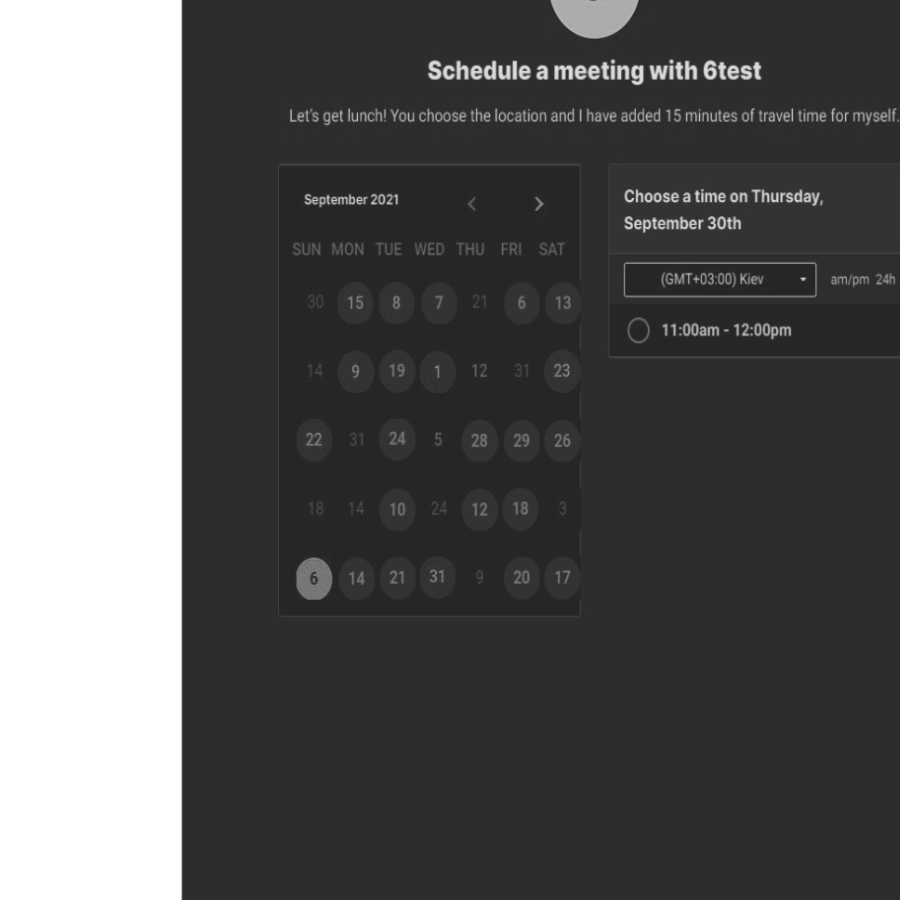 Schedule a meeting with 6test
Let's get lunch! You choose the location and I have added 15 minutes of travel time for myself.
September 2021
SUN MON TUE WED THU FRI SAT
30 15 8 7 21 6 13
14 9 19 1 12 31 23
22 31 24 5 28 29 26
18 14 10 24 12 18 3
6 14 21 31 9 20 17
Choose a time on Thursday,
September 30th
(GMT+03:00) Kiev am/pm 24h
11:00am - 12:00pm